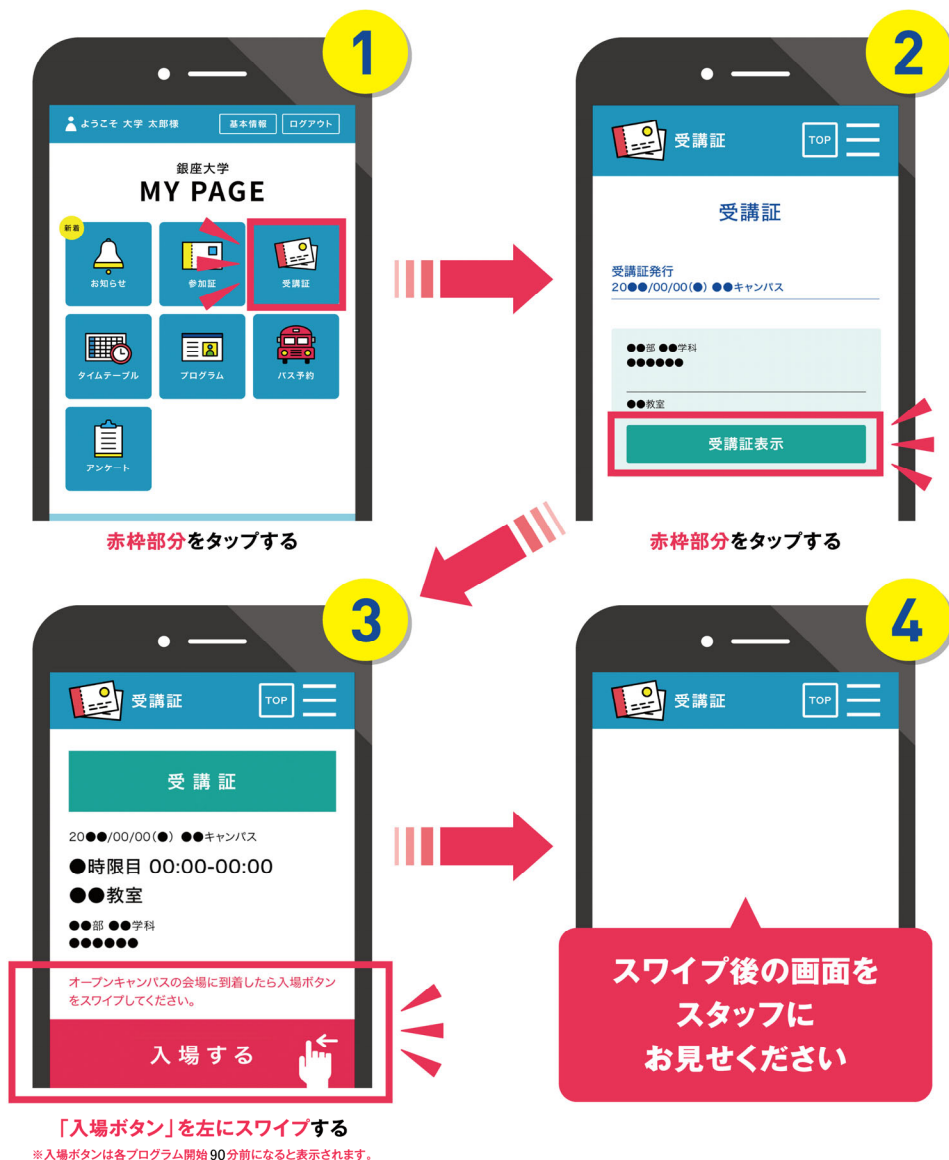 1
ようこそ 大学 太郎様
基本情報
ログアウト
銀座大学
MY PAGE
新着
お知らせ
参加証
受講証
タイムテーブル
プログラム
バス予約
アンケート
赤枠部分をタップする
2
受講証
TOP
受講証
受講証発行
20●●/00/00(●) ●●キャンパス
●●部 ●●学科
●●●●●●
●●教室
受講証表示
赤枠部分をタップする
3
受講証
TOP
受講証
20●●/00/00(●) ●●キャンパス
●時限目 00:00-00:00
●●教室
●●部 ●●学科
●●●●●●
オープンキャンパスの会場に到着したら入場ボタン
をスワイプしてください。
入場する
「入場ボタン」を左にスワイプする
※入場ボタンは各プログラム開始90分前になると表示されます。
4
受講証
TOP
スワイプ後の画面を
スタッフに
お見せください